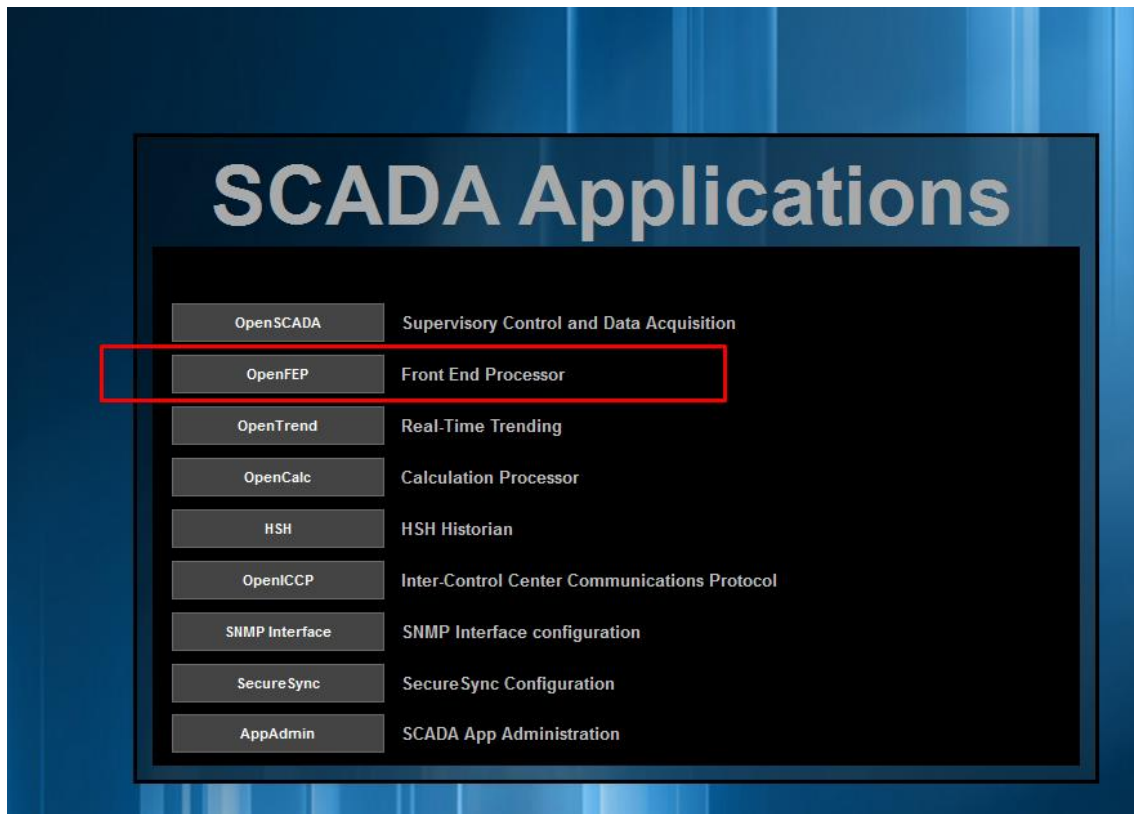 SCADA Applications
OpenSCADA Supervisory Control and Data Acquisition
OpenFEP Front End Processor
OpenTrend Real-Time Trending
OpenCalc Calculation Processor
HSH HSH Historian
OpenICCP Inter-Control Center Communications Protocol
SNMP Interface SNMP Interface configuration
SecureSync SecureSync Configuration
AppAdmin SCADA App Administration